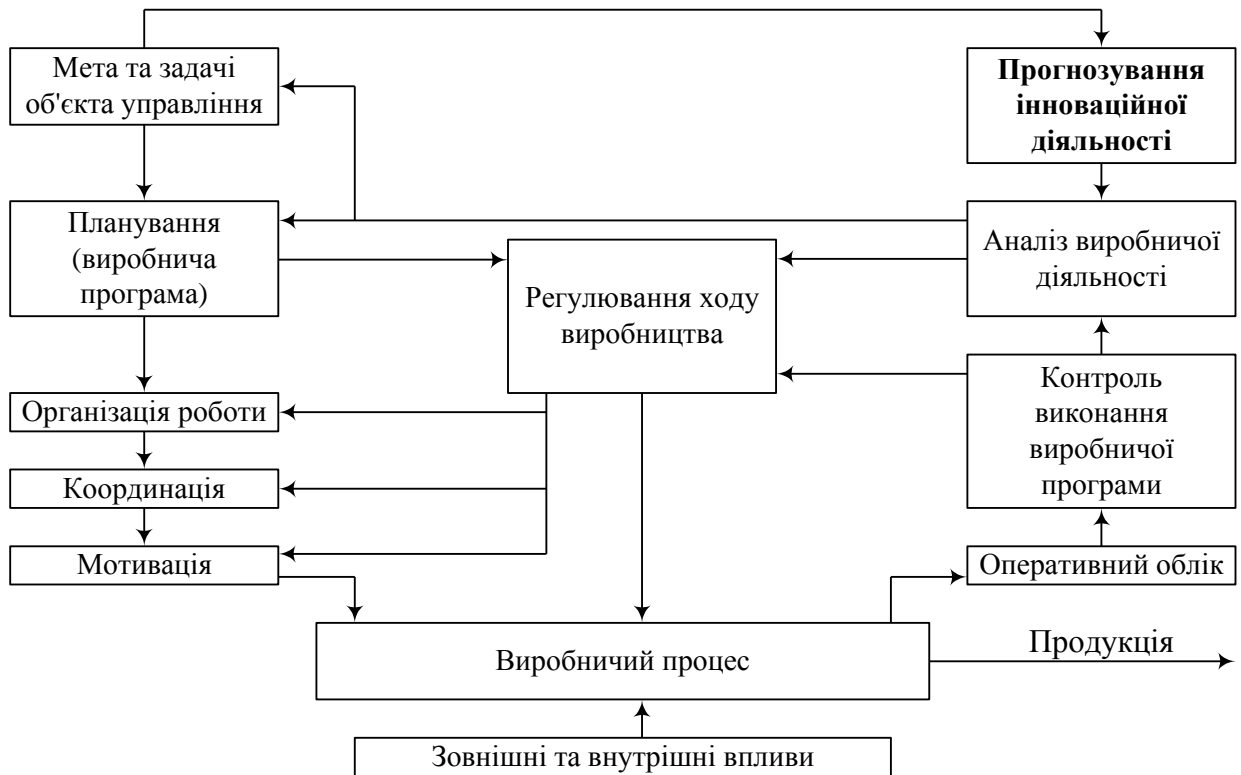 Мета та задачі
об'єкта управління
Прогнозування
інноваційної
діяльності
Планування
(виробнича
програма)
Аналіз виробничої
діяльності
Регулювання ходу
виробництва
Контроль
виконання
виробничої
програми
Організація роботи
Координація
Мотивація
Оперативний облік
Виробничий процес
Продукція
Зовнішні та внутрішні впливи